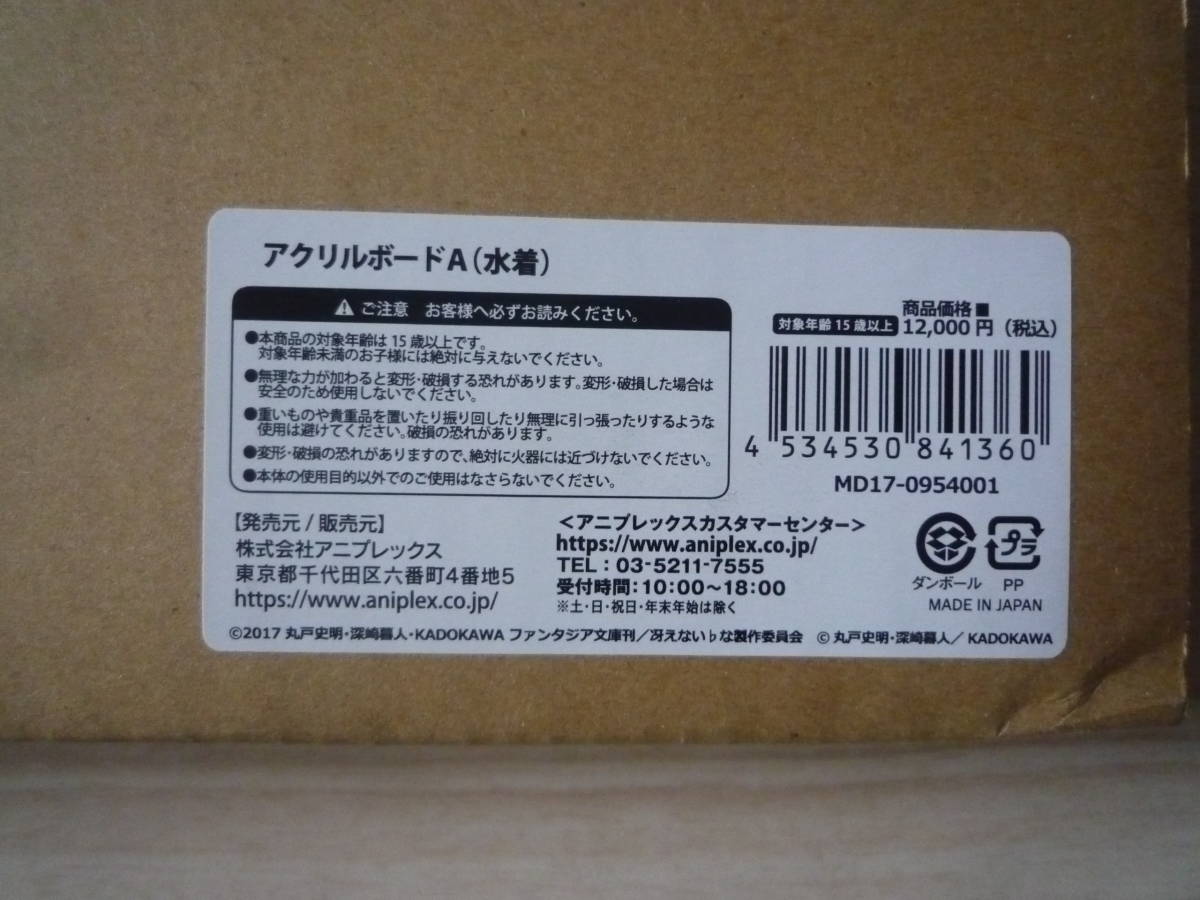 アクリルボードA(水着)
⚠ ご注意 お客様へ必ずお読みください。
●本商品の対象年齢は15歳以上です。
対象年齢未満のお子様には絶対に与えないでください。
●無理な力が加わると変形・破損する恐れがあります。変形・破損した場合は
安全のため使用しないでください。
●重いものや貴重品を置いたり振り回したり無理に引っ張ったりするような
使用は避けてください。破損の恐れがあります。
●変形・破損の恐れがありますので、絶対に火器には近づけないでください。
●本体の使用目的以外でのご使用はなさらないでください。
商品価格■
対象年齢15歳以上 12,000円(税込)
4 534530 841360
MD17-0954001
【発売元/販売元】
株式会社アニプレックス
東京都千代田区六番町4番地5
https://www.aniplex.co.jp/
<アニプレックスカスタマーセンター>
https://www.aniplex.co.jp/
TEL:03-5211-7555
受付時間:10:00〜18:00
※土・日・祝日・年末年始は除く
プラ
ダンボール PP
MADE IN JAPAN
©2017 丸戸史明・深崎暮人・KADOKAWA ファンタジア文庫刊/冴えない♭な製作委員会 © 丸戸史明・深崎暮人/KADOKAWA